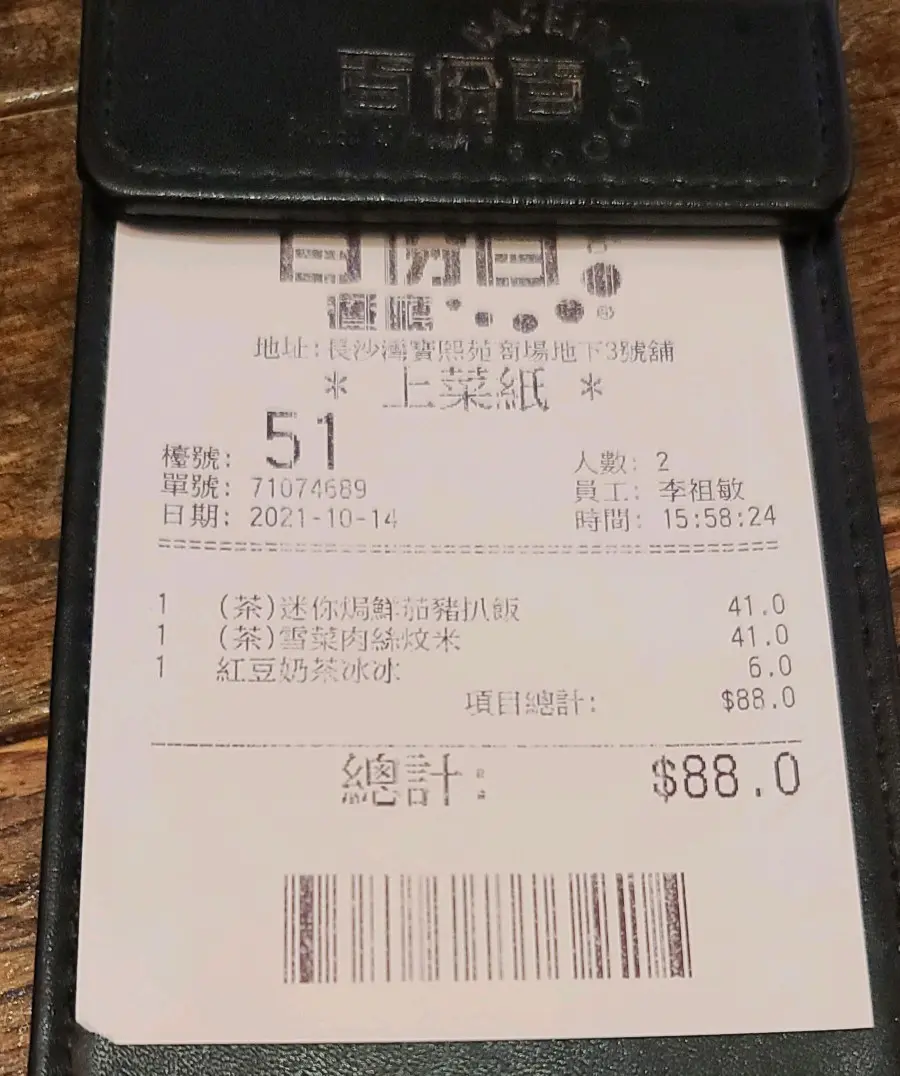 百份百
百份百
餐廳
地址:長沙灣寶熙苑商場地下3號舖
* 上菜紙 *
檯號: 51 人數: 2
單號: 71074689 員工: 李祖敏
日期: 2021-10-14 時間: 15:58:24
1 (茶)迷你焗鮮茄豬扒飯 41.0
1 (茶)雪菜肉絲炆米 41.0
1 紅豆奶茶冰冰 6.0
項目總計: $88.0
總計: $88.0